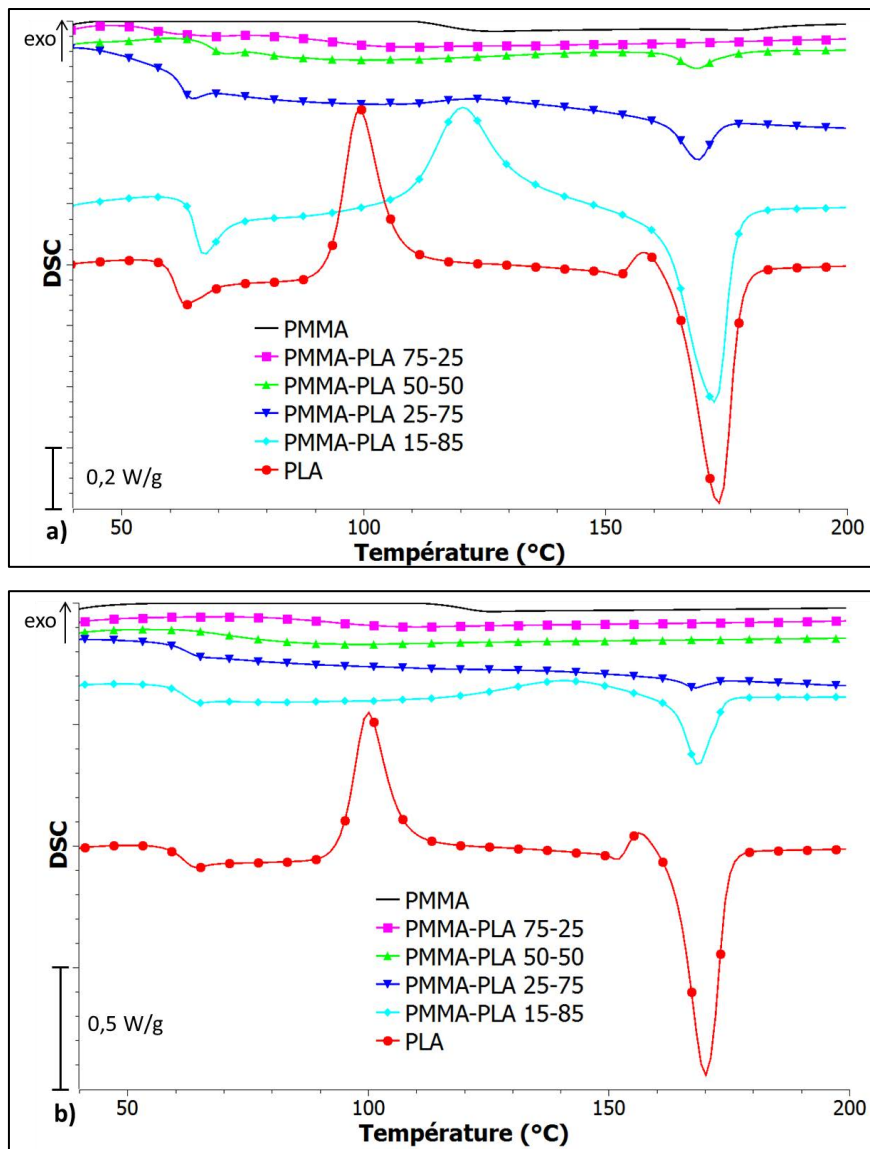 exo
DSC
PMMA
PMMA-PLA 75-25
PMMA-PLA 50-50
PMMA-PLA 25-75
PMMA-PLA 15-85
PLA
0,2 W/g
a)
50
100
150
200
Température (°C)
exo
DSC
PMMA
PMMA-PLA 75-25
PMMA-PLA 50-50
PMMA-PLA 25-75
PMMA-PLA 15-85
PLA
0,5 W/g
b)
50
100
150
200
Température (°C)